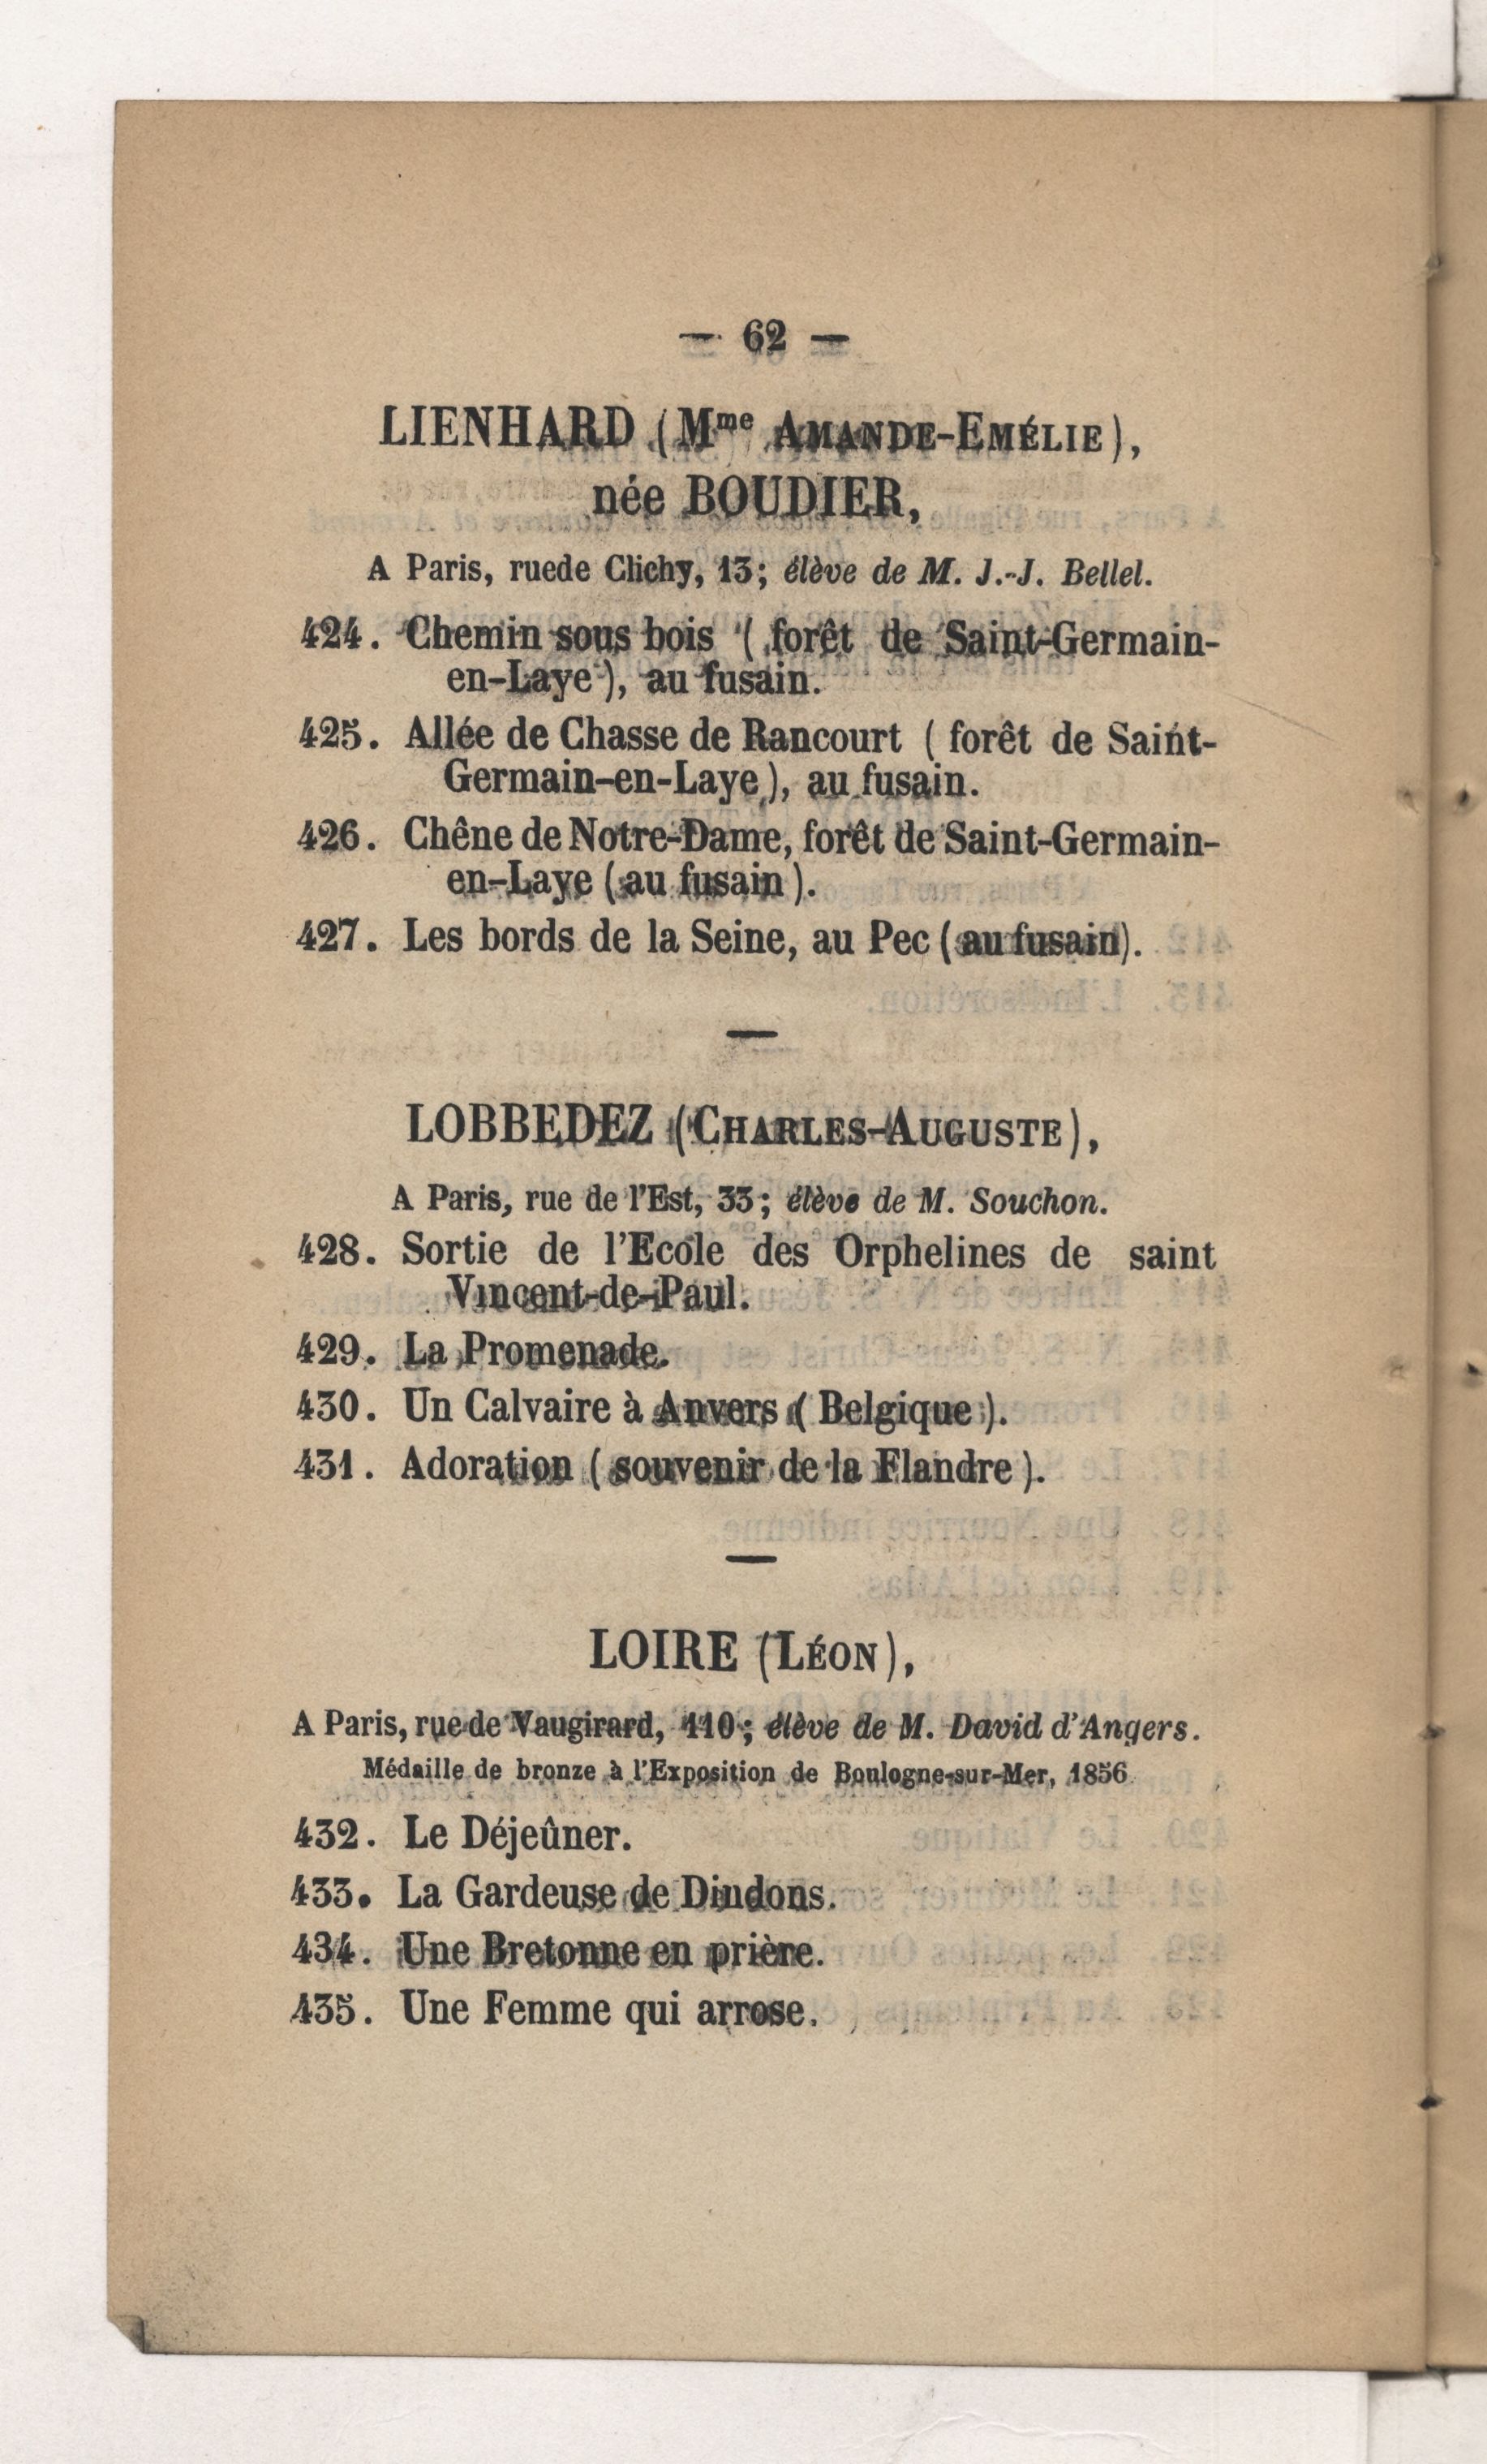 — 62 —
LIENHARD (Mme AMANDE-EMÉLIE),
née BOUDIER,
A Paris, ruede Clichy, 13; élève de M. J.-J. Bellel.
424. Chemin sous bois ( forêt de Saint-Germain-
en-Laye ), au fusain.
425. Allée de Chasse de Rancourt ( forêt de Saint-
Germain-en-Laye ), au fusain.
426. Chêne de Notre-Dame, forêt de Saint-Germain-
en-Laye ( au fusain ).
427. Les bords de la Seine, au Pec ( au fusain).
—
LOBBEDEZ (CHARLES-AUGUSTE),
A Paris, rue de l'Est, 33; élève de M. Souchon.
428. Sortie de l'Ecole des Orphelines de saint
Vincent-de-Paul.
429. La Promenade.
430. Un Calvaire à Anvers ( Belgique ).
431. Adoration ( souvenir de la Flandre ).
—
LOIRE (LÉON),
A Paris, rue de Vaugirard, 110; élève de M. David d'Angers.
Médaille de bronze à l'Exposition de Boulogne-sur-Mer, 1856
432. Le Déjeûner.
433. La Gardeuse de Dindons.
434. Une Bretonne en prière.
435. Une Femme qui arrose.